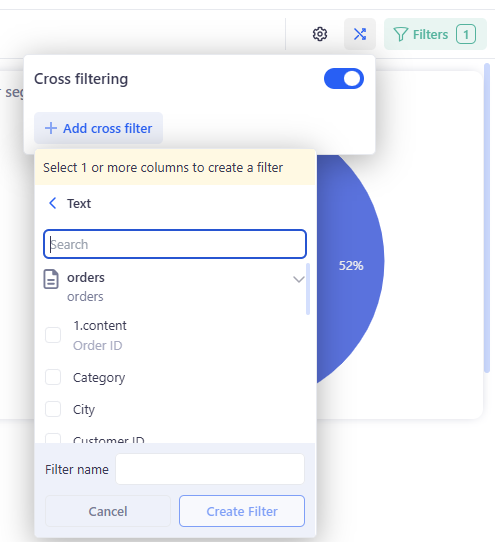 Filters 1
Cross filtering
+ Add cross filter
Select 1 or more columns to create a filter
Text
Search
orders
orders
1.content
Order ID
Category
City
Customer ID
52%
Filter name
Cancel
Create Filter